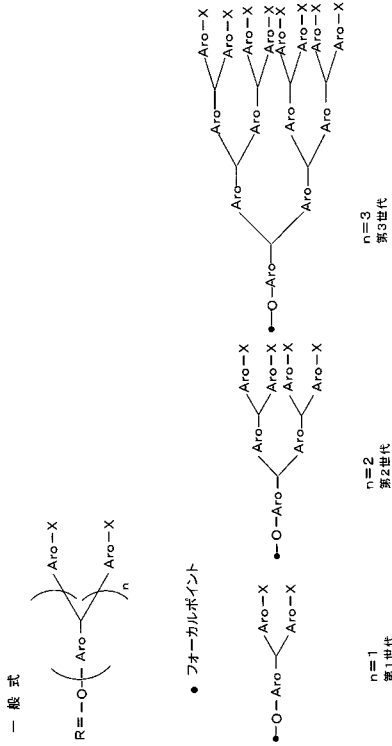 一般式
R=−O−Aro
Aro−X
Aro−X
n
● フォーカルポイント
●−O−Aro
Aro−X
Aro−X
n=1
第1世代
●−O−Aro
Aro
Aro
Aro−X
Aro−X
Aro−X
Aro−X
n=2
第2世代
●−O−Aro
Aro
Aro
Aro
Aro
Aro
Aro
Aro−X
Aro−X
Aro−X
Aro−X
Aro−X
Aro−X
Aro−X
Aro−X
n=3
第3世代